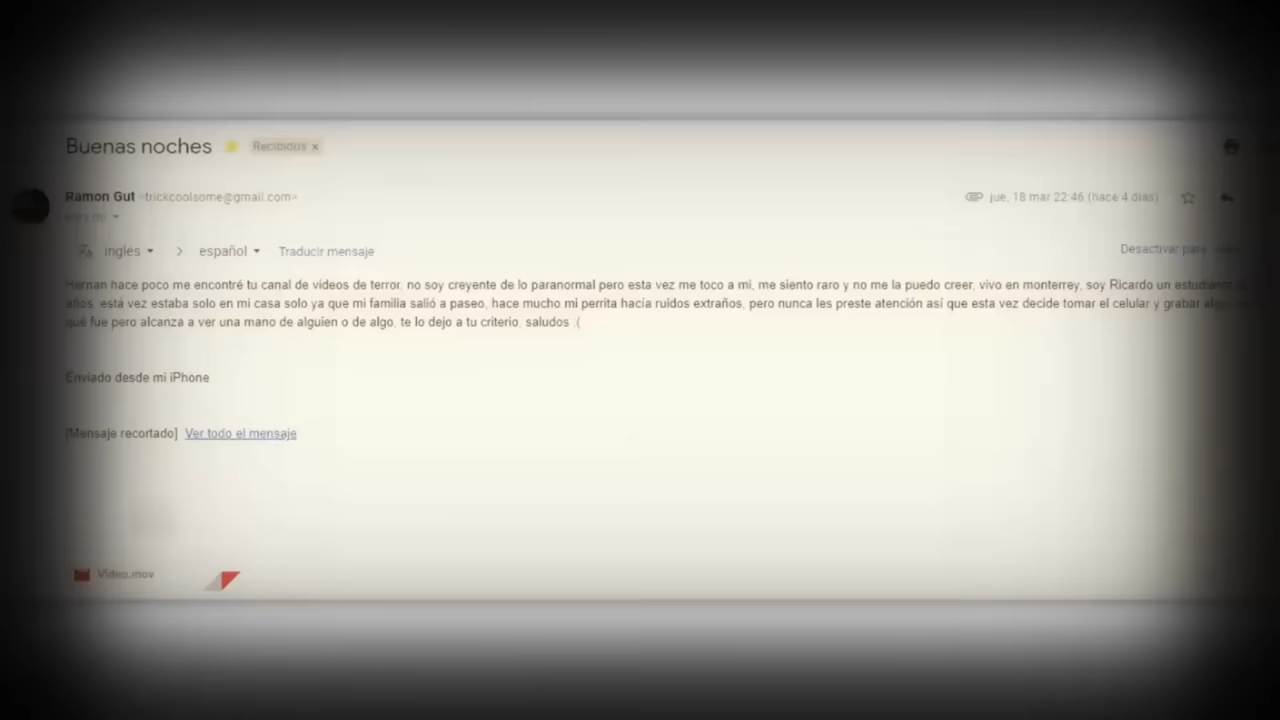 Buenas noches
Recibidos ×
Ramon Gut <trickcoolsome@gmail.com>
jue, 18 mar 22:46 (hace 4 días)
para mí
inglés > español Traducir mensaje
Desactivar para
Hernan hace poco me encontré tu canal de vídeos de terror, no soy creyente de lo paranormal pero esta vez me toco a mi, me siento raro y no me la puedo creer, vivo en monterrey, soy Ricardo un estudiante
años, está vez estaba solo en mi casa solo ya que mi familia salió a paseo, hace mucho mi perrita hacía ruidos extraños, pero nunca les preste atención así que esta vez decide tomar el celular y grabar
qué fue pero alcanza a ver una mano de alguien o de algo, te lo dejo a tu criterio, saludos :(
Enviado desde mi iPhone
[Mensaje recortado] Ver todo el mensaje
Video.mov